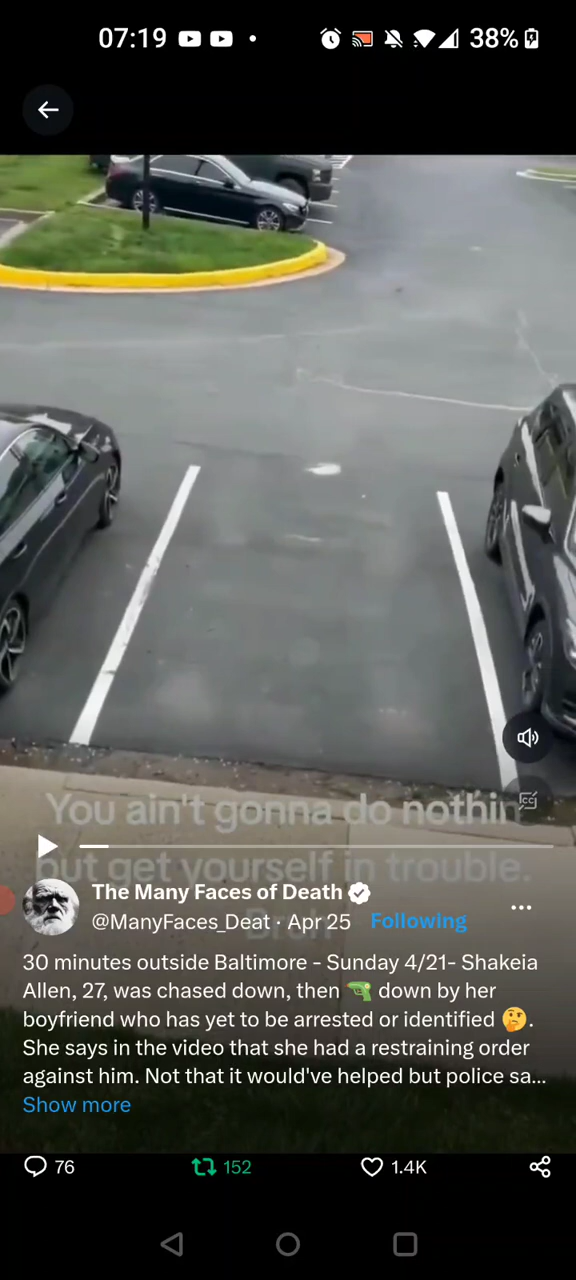 07:19
38%
You ain't gonna do nothin
but get yourself in trouble.
Bruh
The Many Faces of Death
@ManyFaces_Deat · Apr 25 Following
30 minutes outside Baltimore - Sunday 4/21- Shakeia
Allen, 27, was chased down, then 🔫 down by her
boyfriend who has yet to be arrested or identified 🤔.
She says in the video that she had a restraining order
against him. Not that it would've helped but police sa...
Show more
76
152
1.4K